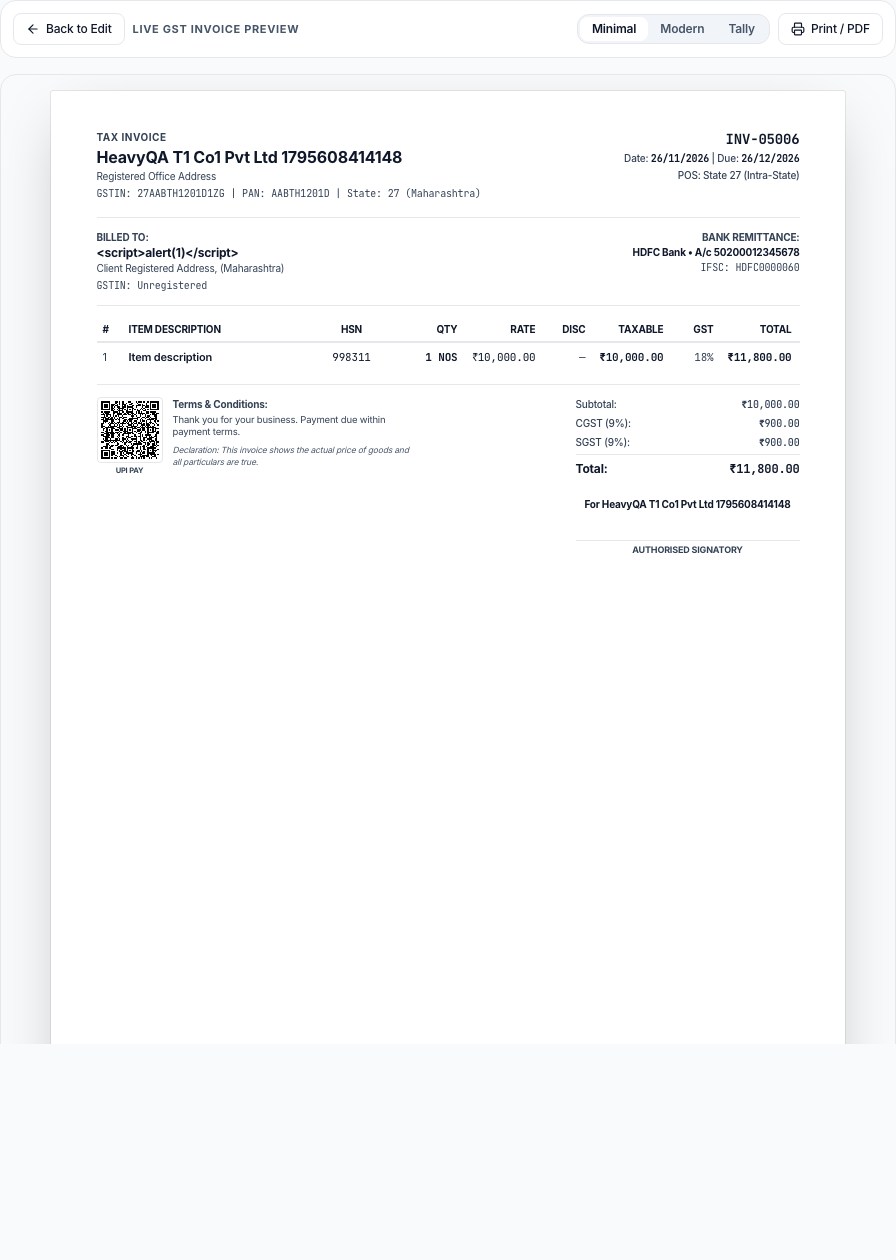 Back to Edit
LIVE GST INVOICE PREVIEW
Minimal
Modern
Tally
Print / PDF
TAX INVOICE
HeavyQA T1 Co1 Pvt Ltd 1795608414148
Registered Office Address
GSTIN: 27AABTH1201D1ZG | PAN: AABTH1201D | State: 27 (Maharashtra)
INV-05006
Date: 26/11/2026 | Due: 26/12/2026
POS: State 27 (Intra-State)
BILLED TO:
<script>alert(1)</script>
Client Registered Address, (Maharashtra)
GSTIN: Unregistered
BANK REMITTANCE:
HDFC Bank • A/c 50200012345678
IFSC: HDFC0000060
# ITEM DESCRIPTION HSN QTY RATE DISC TAXABLE GST TOTAL
1 Item description 998311 1 NOS ₹10,000.00 — ₹10,000.00 18% ₹11,800.00
UPI PAY
Terms & Conditions:
Thank you for your business. Payment due within
payment terms.
Declaration: This invoice shows the actual price of goods and
all particulars are true.
Subtotal: ₹10,000.00
CGST (9%): ₹900.00
SGST (9%): ₹900.00
Total: ₹11,800.00
For HeavyQA T1 Co1 Pvt Ltd 1795608414148
AUTHORISED SIGNATORY